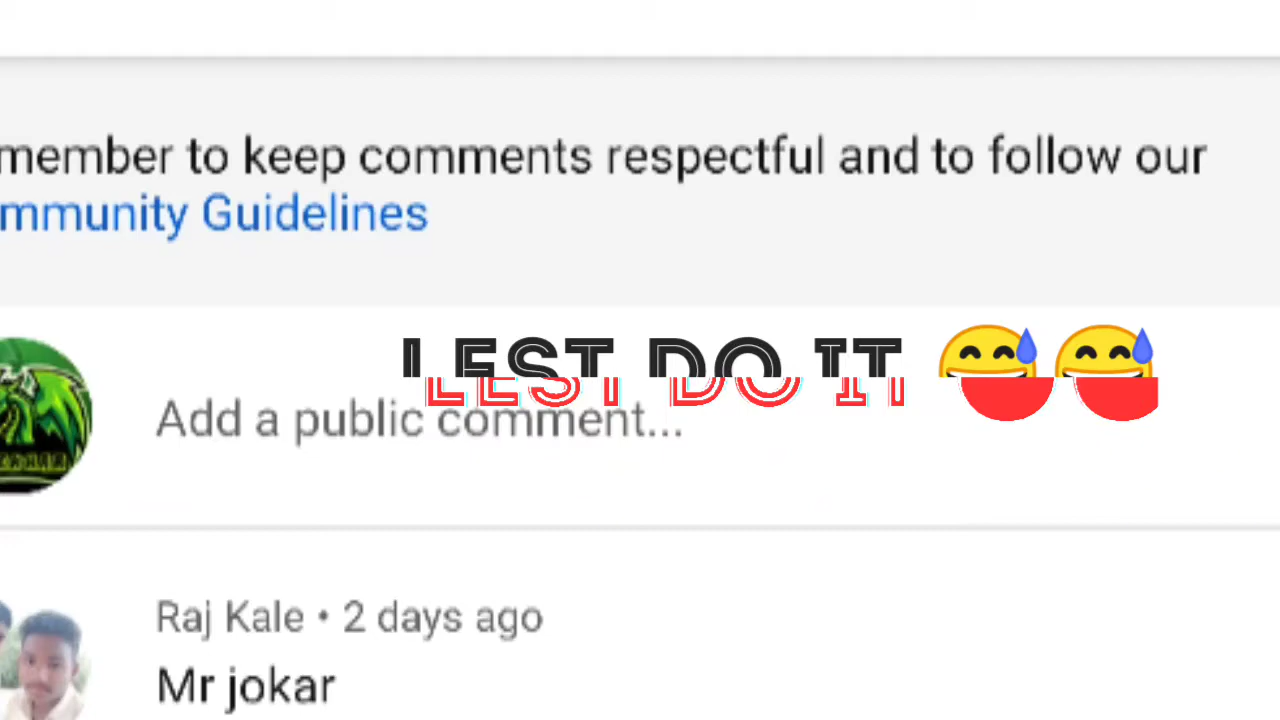 member to keep comments respectful and to follow our
mmunity Guidelines
LEST DO IT 😅😅
Add a public comment...
Raj Kale • 2 days ago
Mr jokar